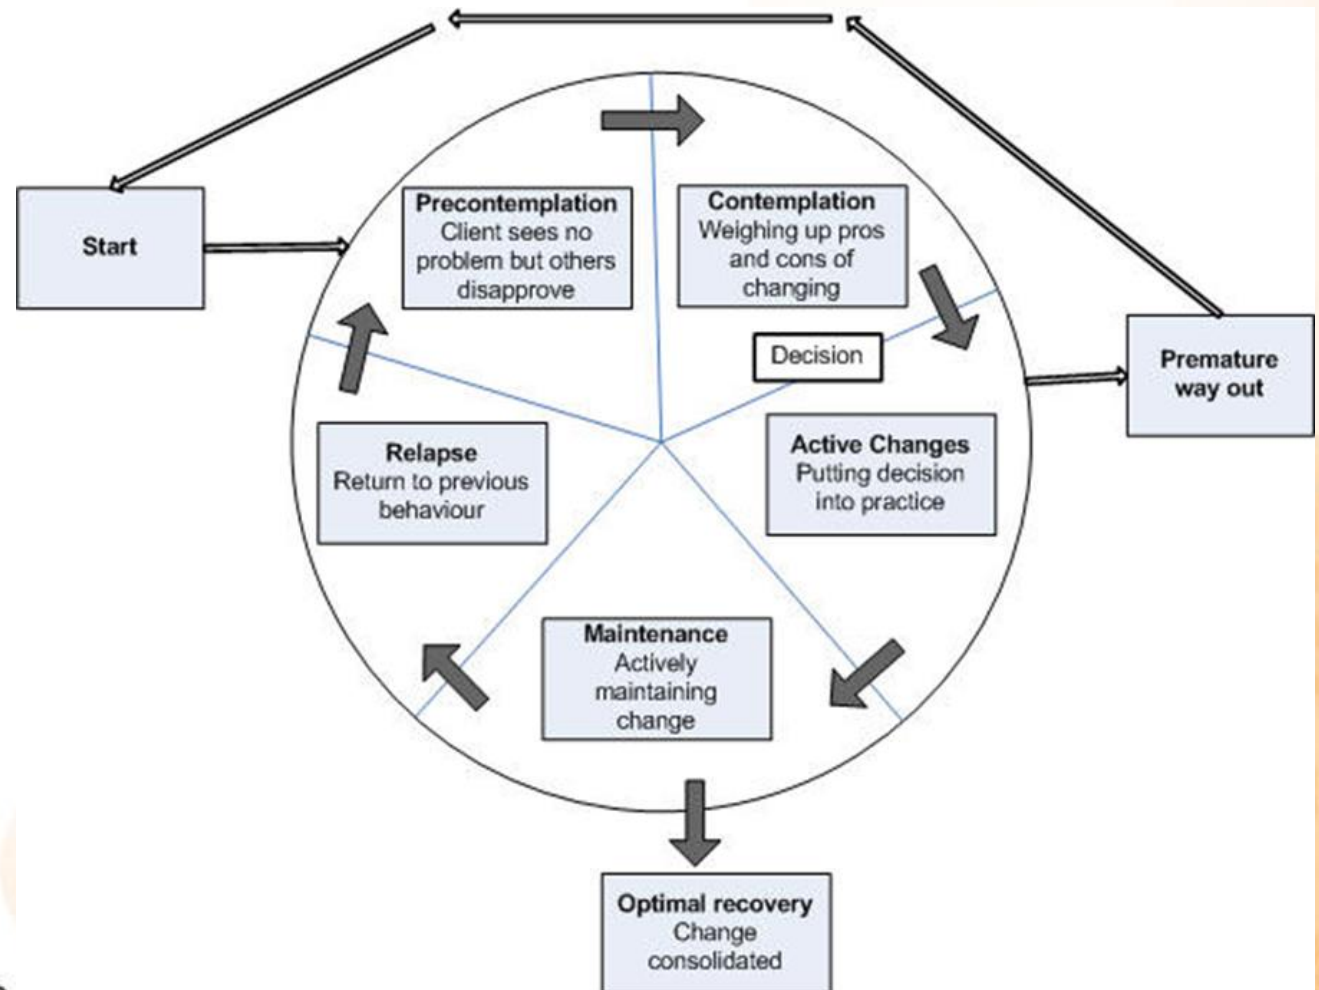 Start
Precontemplation
Client sees no
problem but others
disapprove
Contemplation
Weighing up pros
and cons of
changing
Decision
Premature
way out
Active Changes
Putting decision
into practice
Relapse
Return to previous
behaviour
Maintenance
Actively
maintaining
change
Optimal recovery
Change
consolidated